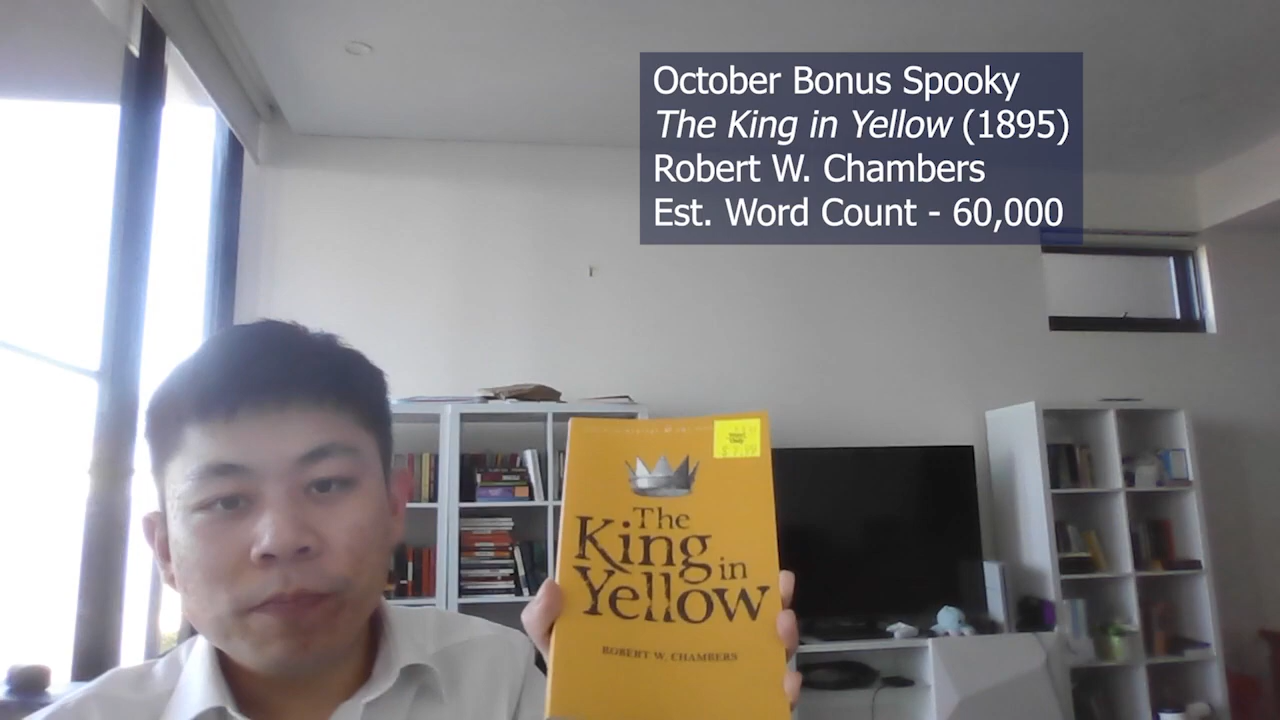 October Bonus Spooky
The King in Yellow (1895)
Robert W. Chambers
Est. Word Count - 60,000
The
King in
Yellow
ROBERT W. CHAMBERS